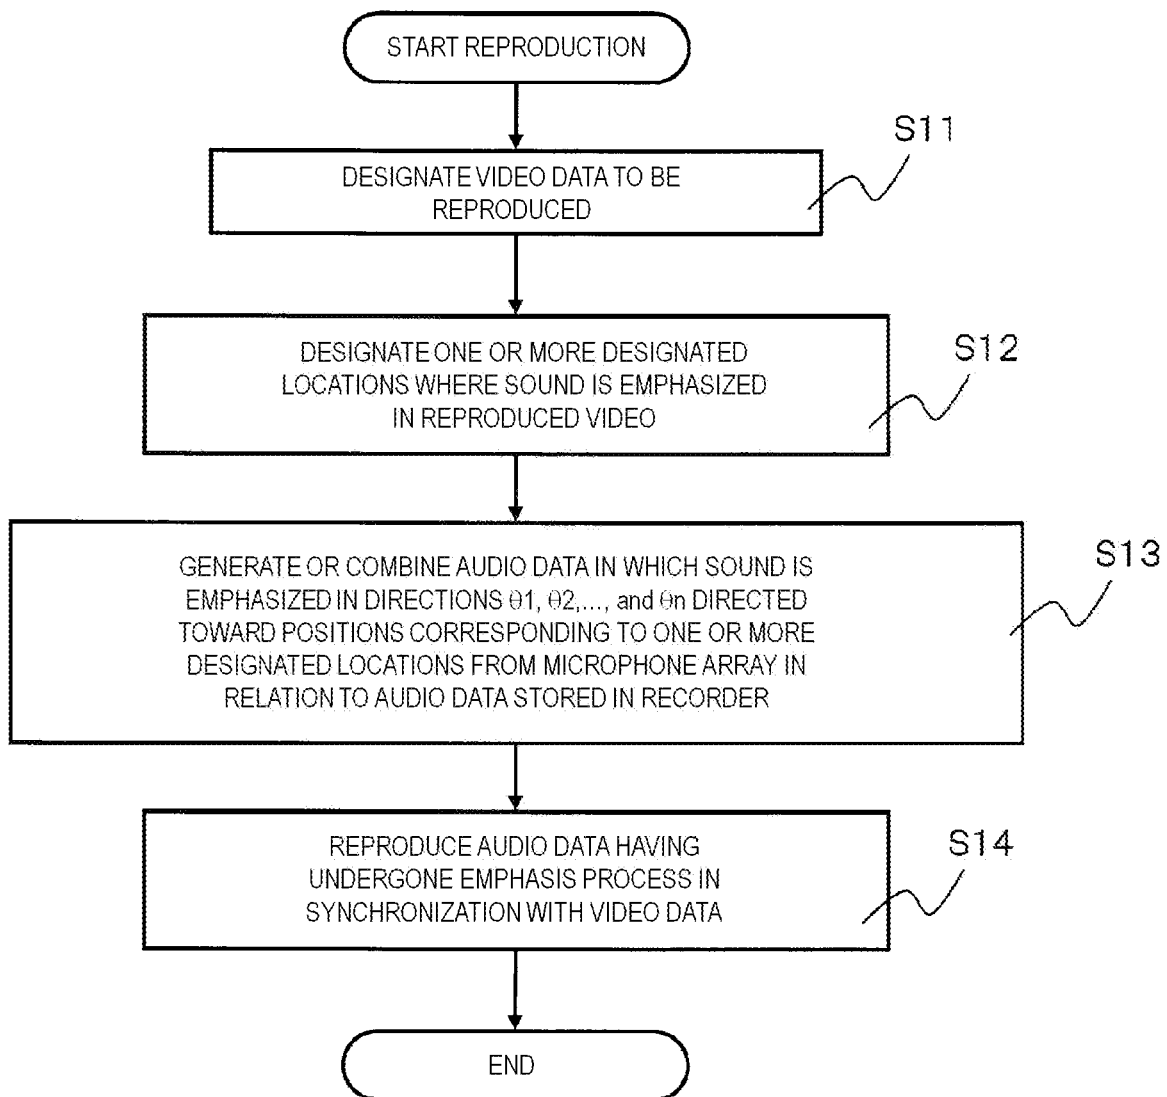 START REPRODUCTION
S11
DESIGNATE VIDEO DATA TO BE
REPRODUCED
S12
DESIGNATE ONE OR MORE DESIGNATED
LOCATIONS WHERE SOUND IS EMPHASIZED
IN REPRODUCED VIDEO
S13
GENERATE OR COMBINE AUDIO DATA IN WHICH SOUND IS
EMPHASIZED IN DIRECTIONS θ1, θ2,..., and θn DIRECTED
TOWARD POSITIONS CORRESPONDING TO ONE OR MORE
DESIGNATED LOCATIONS FROM MICROPHONE ARRAY IN
RELATION TO AUDIO DATA STORED IN RECORDER
S14
REPRODUCE AUDIO DATA HAVING
UNDERGONE EMPHASIS PROCESS IN
SYNCHRONIZATION WITH VIDEO DATA
END